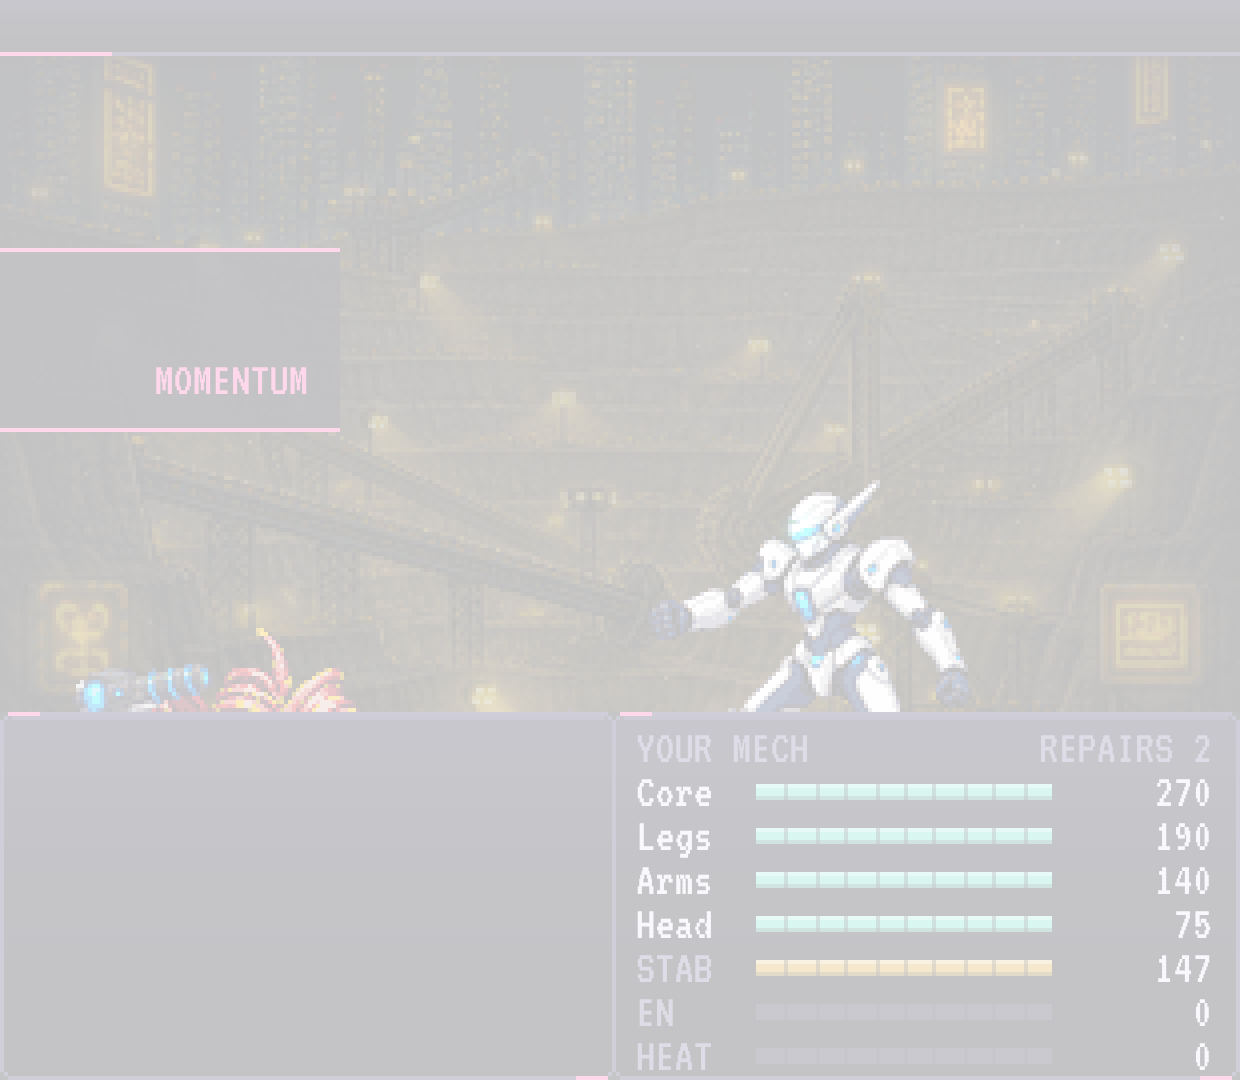 MOMENTUM
YOUR MECH REPAIRS 2
Core 270
Legs 190
Arms 140
Head 75
STAB 147
EN 0
HEAT 0